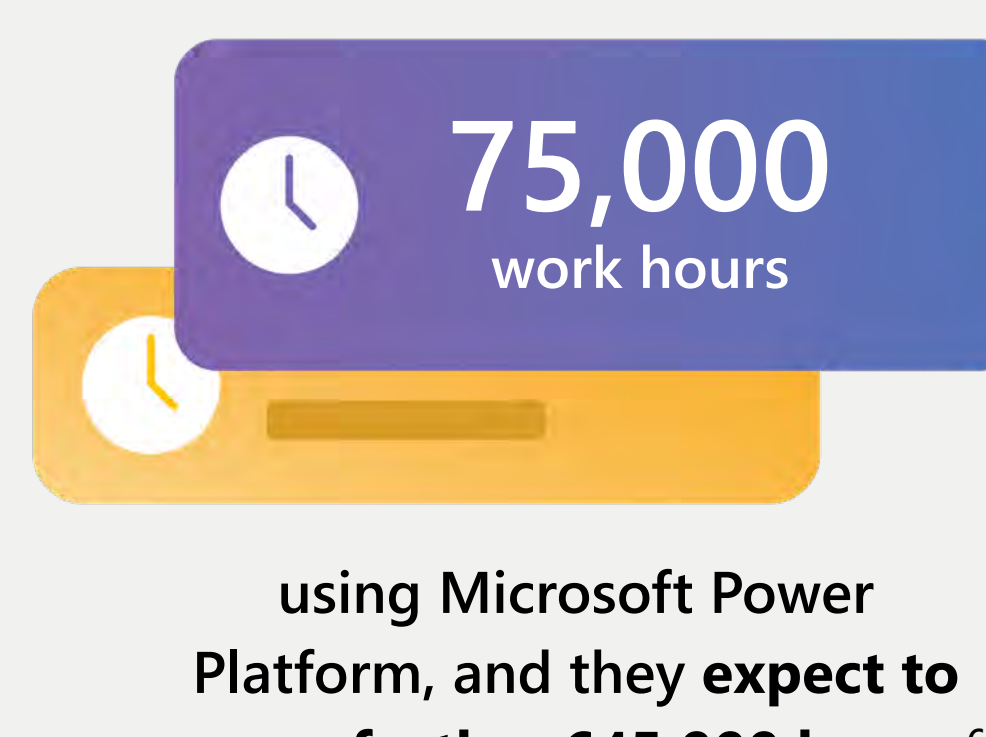 75,000
work hours
using Microsoft Power
Platform, and they expect to